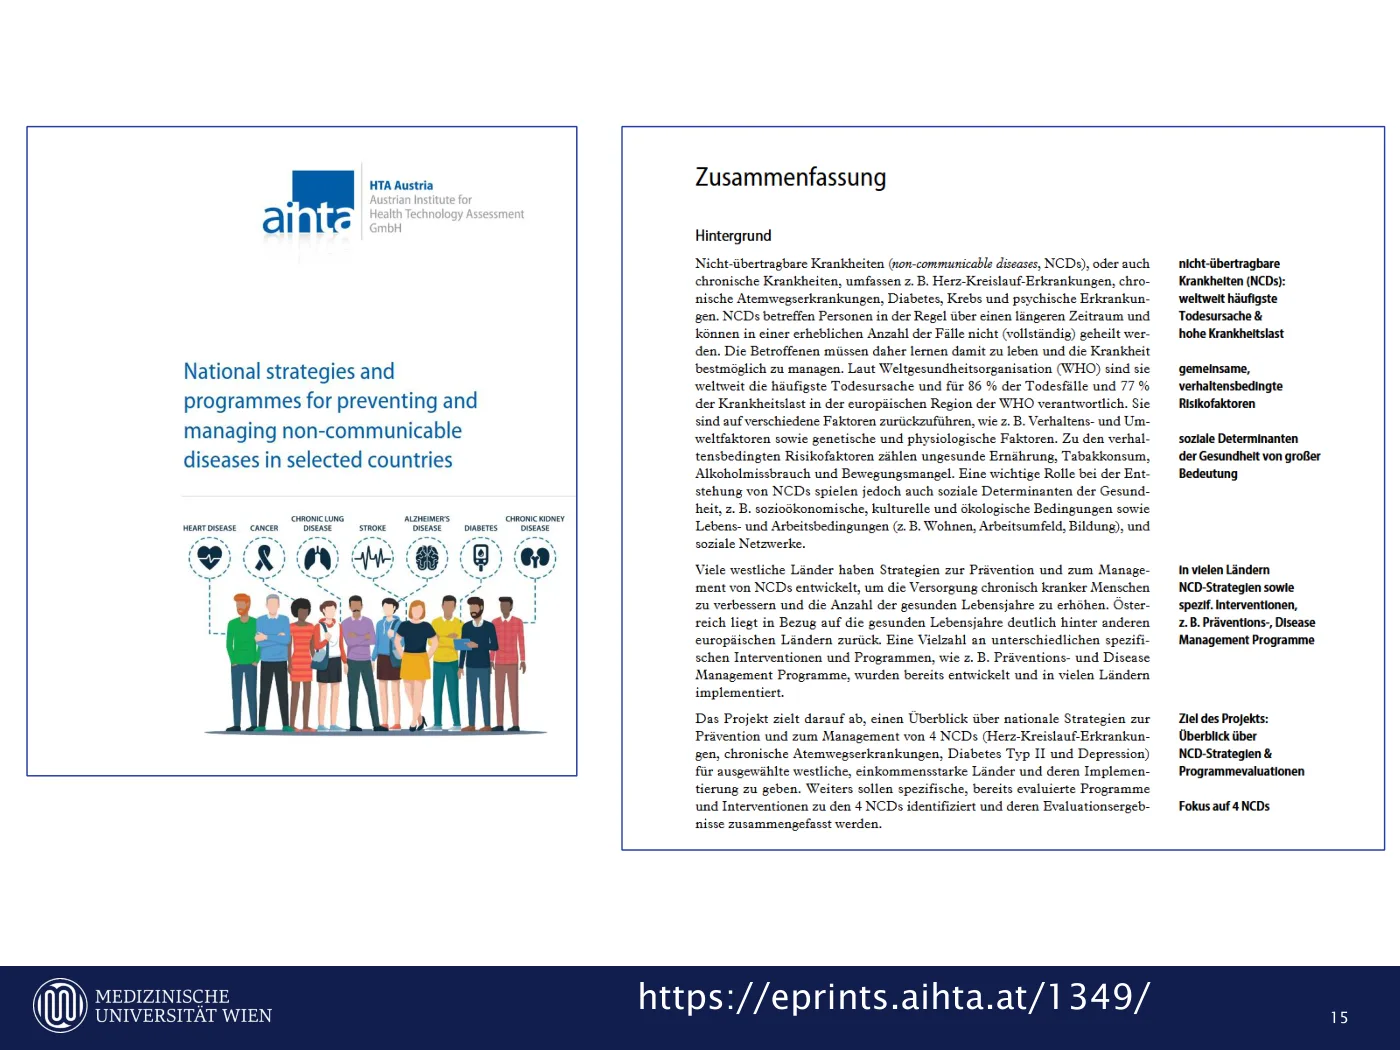 aihta
HTA Austria
Austrian Institute for
Health Technology Assessment
GmbH
National strategies and
programmes for preventing and
managing non-communicable
diseases in selected countries
HEART DISEASE
CANCER
CHRONIC LUNG
DISEASE
STROKE
ALZHEIMER'S
DISEASE
DIABETES
CHRONIC KIDNEY
DISEASE
Zusammenfassung
Hintergrund
Nicht-übertragbare Krankheiten (non-communicable diseases, NCDs), oder auch
chronische Krankheiten, umfassen z. B. Herz-Kreislauf-Erkrankungen, chro-
nische Atemwegserkrankungen, Diabetes, Krebs und psychische Erkrankun-
gen. NCDs betreffen Personen in der Regel über einen längeren Zeitraum und
können in einer erheblichen Anzahl der Fälle nicht (vollständig) geheilt wer-
den. Die Betroffenen müssen daher lernen damit zu leben und die Krankheit
bestmöglich zu managen. Laut Weltgesundheitsorganisation (WHO) sind sie
weltweit die häufigste Todesursache und für 86 % der Todesfälle und 77 %
der Krankheitslast in der europäischen Region der WHO verantwortlich. Sie
sind auf verschiedene Faktoren zurückzuführen, wie z. B. Verhaltens- und Um-
weltfaktoren sowie genetische und physiologische Faktoren. Zu den verhal-
tensbedingten Risikofaktoren zählen ungesunde Ernährung, Tabakkonsum,
Alkoholmissbrauch und Bewegungsmangel. Eine wichtige Rolle bei der Ent-
stehung von NCDs spielen jedoch auch soziale Determinanten der Gesund-
heit, z. B. sozioökonomische, kulturelle und ökologische Bedingungen sowie
Lebens- und Arbeitsbedingungen (z. B. Wohnen, Arbeitsumfeld, Bildung), und
soziale Netzwerke.
nicht-übertragbare
Krankheiten (NCDs):
weltweit häufigste
Todesursache &
hohe Krankheitslast
gemeinsame,
verhaltensbedingte
Risikofaktoren
soziale Determinanten
der Gesundheit von großer
Bedeutung
Viele westliche Länder haben Strategien zur Prävention und zum Manage-
ment von NCDs entwickelt, um die Versorgung chronisch kranker Menschen
zu verbessern und die Anzahl der gesunden Lebensjahre zu erhöhen. Öster-
reich liegt in Bezug auf die gesunden Lebensjahre deutlich hinter anderen
europäischen Ländern zurück. Eine Vielzahl an unterschiedlichen spezifi-
schen Interventionen und Programmen, wie z. B. Präventions- und Disease
Management Programme, wurden bereits entwickelt und in vielen Ländern
implementiert.
in vielen Ländern
NCD-Strategien sowie
spezif. Interventionen,
z. B. Präventions-, Disease
Management Programme
Das Projekt zielt darauf ab, einen Überblick über nationale Strategien zur
Prävention und zum Management von 4 NCDs (Herz-Kreislauf-Erkrankun-
gen, chronische Atemwegserkrankungen, Diabetes Typ II und Depression)
für ausgewählte westliche, einkommensstarke Länder und deren Implemen-
tierung zu geben. Weiters sollen spezifische, bereits evaluierte Programme
und Interventionen zu den 4 NCDs identifiziert und deren Evaluationsergeb-
nisse zusammengefasst werden.
Ziel des Projekts:
Überblick über
NCD-Strategien &
Programmevaluationen
Fokus auf 4 NCDs
MEDIZINISCHE
UNIVERSITÄT WIEN
https://eprints.aihta.at/1349/
15